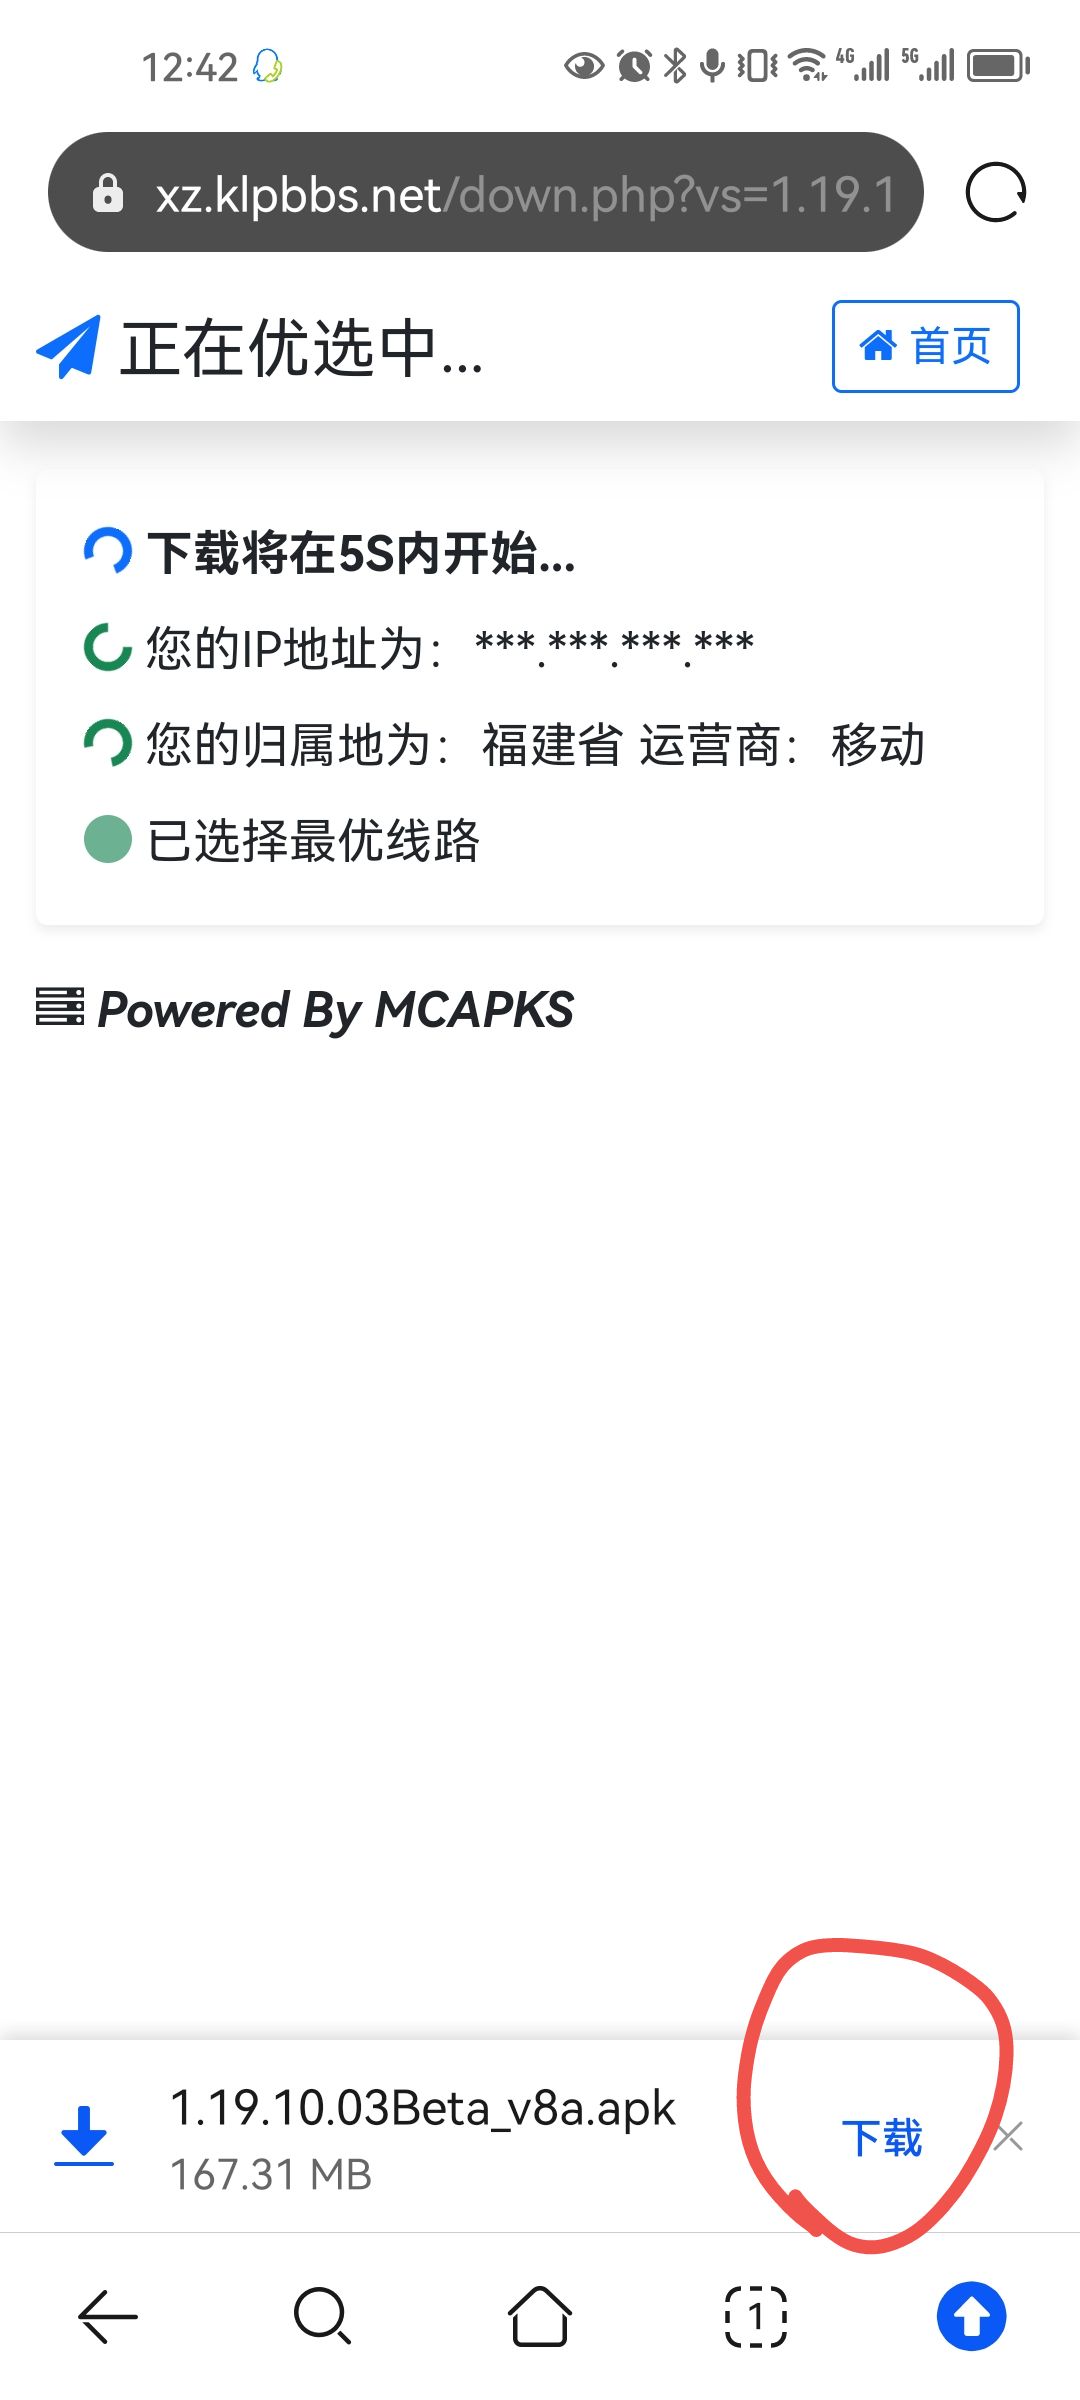 12:42
4G 5G
xz.klpbbs.net/down.php?vs=1.19.1
正在优选中...
首页
下载将在5S内开始...
您的IP地址为：***.***.***.***
您的归属地为：福建省 运营商：移动
已选择最优线路
Powered By MCAPKS
1.19.10.03Beta_v8a.apk
167.31 MB
下载
1